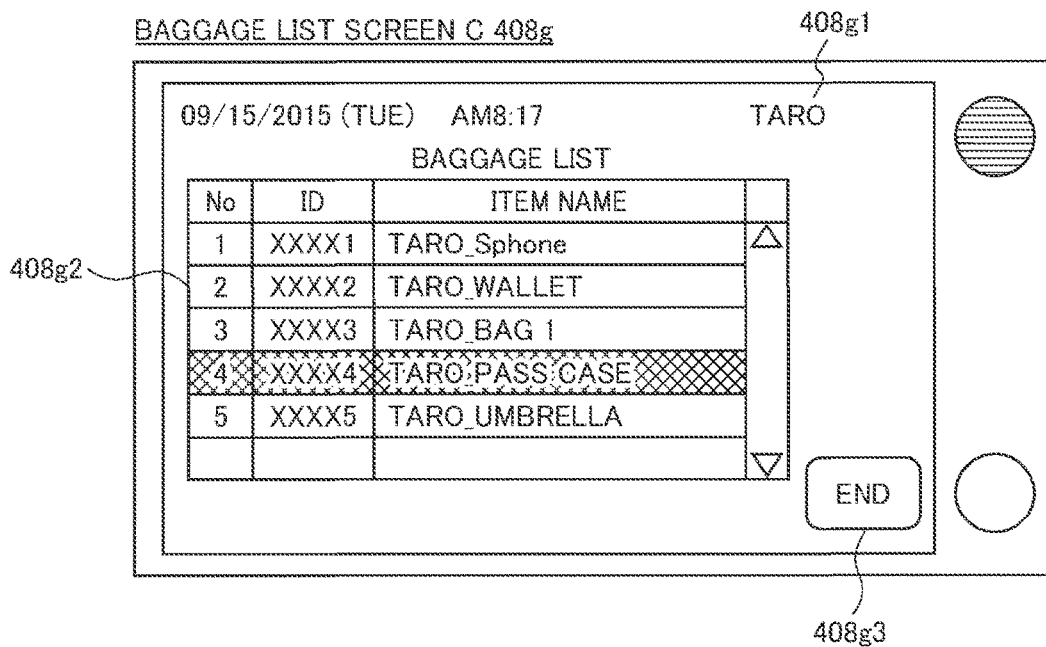 BAGGAGE LIST SCREEN C 408g
408g1
09/15/2015 (TUE) AM8:17 TARO
BAGGAGE LIST
No ID ITEM NAME
1 XXXX1 TARO_Sphone
408g2
2 XXXX2 TARO_WALLET
3 XXXX3 TARO_BAG 1
4 XXXX4 TARO_PASS CASE
5 XXXX5 TARO_UMBRELLA
END
408g3